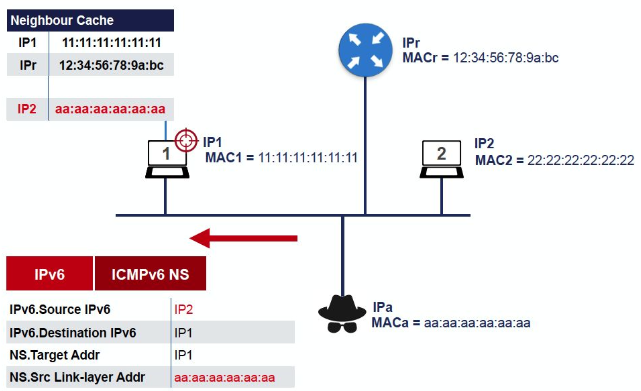 Neighbour Cache
IP1 11:11:11:11:11:11
IPr 12:34:56:78:9a:bc
IP2 aa:aa:aa:aa:aa:aa
IPr
MACr = 12:34:56:78:9a:bc
1
IP1
MAC1 = 11:11:11:11:11:11
2
IP2
MAC2 = 22:22:22:22:22:22
IPv6 ICMPv6 NS
IPv6.Source IPv6 IP2
IPv6.Destination IPv6 IP1
NS.Target Addr IP1
NS.Src Link-layer Addr aa:aa:aa:aa:aa:aa
IPa
MACa = aa:aa:aa:aa:aa:aa